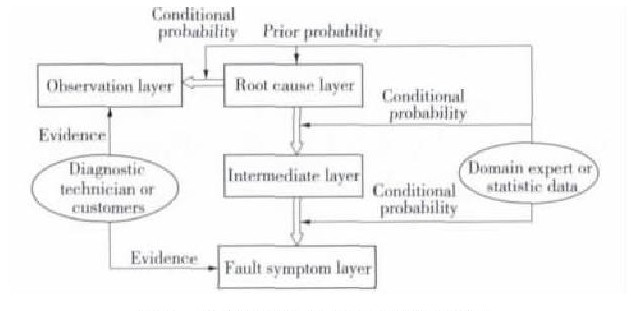 Conditional
probability
Prior probability
Observation layer
Root cause layer
Conditional
probability
Evidence
Diagnostic
technician or
customers
Intermediate layer
Domain expert or
statistic data
Conditional
probability
Evidence
Fault symptom layer